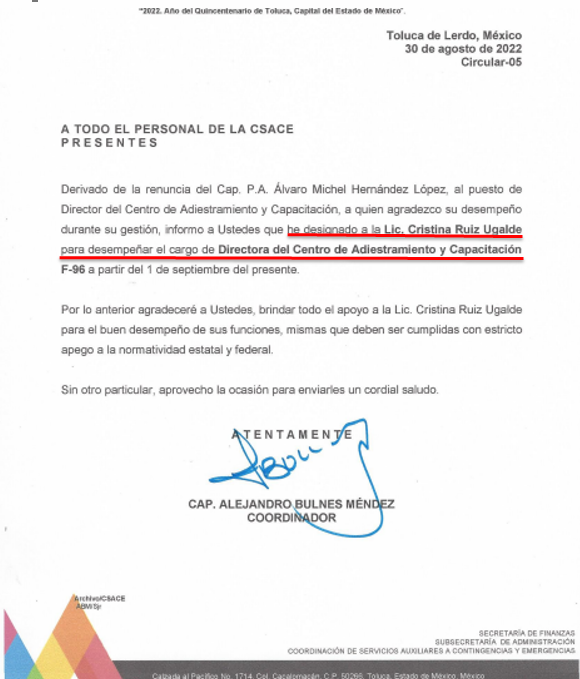 "2022. Año del Quincentenario de Toluca, Capital del Estado de México".
Toluca de Lerdo, México
30 de agosto de 2022
Circular-05
A TODO EL PERSONAL DE LA CSACE
P R E S E N T E S
Derivado de la renuncia del Cap. P.A. Álvaro Michel Hernández López, al puesto de
Director del Centro de Adiestramiento y Capacitación, a quien agradezco su desempeño
durante su gestión, informo a Ustedes que he designado a la Lic. Cristina Ruiz Ugalde
para desempeñar el cargo de Directora del Centro de Adiestramiento y Capacitación
F-96 a partir del 1 de septiembre del presente.
Por lo anterior agradeceré a Ustedes, brindar todo el apoyo a la Lic. Cristina Ruiz Ugalde
para el buen desempeño de sus funciones, mismas que deben ser cumplidas con estricto
apego a la normatividad estatal y federal.
Sin otro particular, aprovecho la ocasión para enviarles un cordial saludo.
A T E N T A M E N T E
CAP. ALEJANDRO BULNES MÉNDEZ
COORDINADOR
Archivo/CSACE
ABM/Sjr
SECRETARÍA DE FINANZAS
SUBSECRETARÍA DE ADMINISTRACIÓN
COORDINACIÓN DE SERVICIOS AUXILIARES A CONTINGENCIAS Y EMERGENCIAS
Calzada al Pacífico No. 1714, Col. Cacalomacán, C.P. 50265, Toluca, Estado de México, México